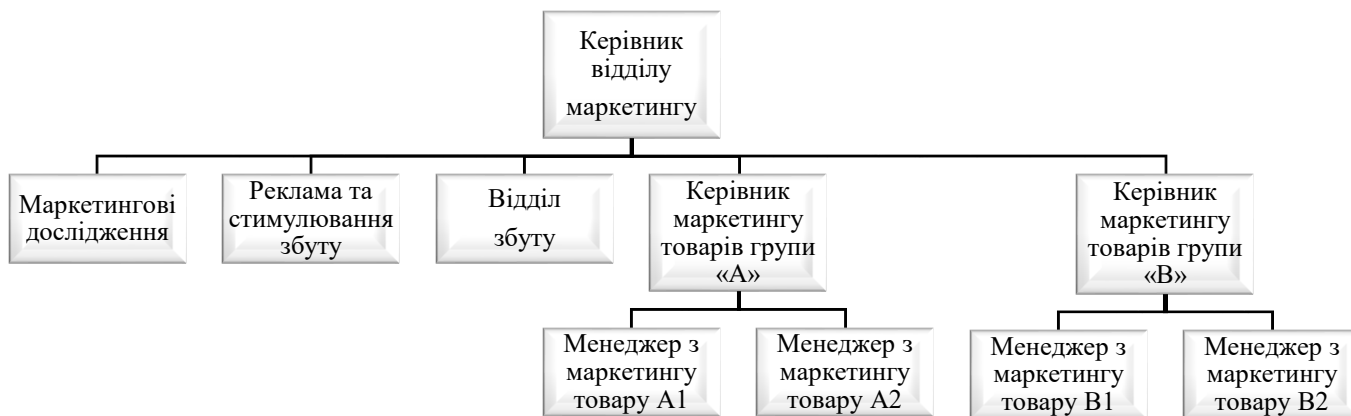 Керівник
відділу
маркетингу
Маркетингові
дослідження
Реклама та
стимулювання
збуту
Відділ
збуту
Керівник
маркетингу
товарів групи
«А»
Керівник
маркетингу
товарів групи
«В»
Менеджер з
маркетингу
товару А1
Менеджер з
маркетингу
товару А2
Менеджер з
маркетингу
товару В1
Менеджер з
маркетингу
товару В2